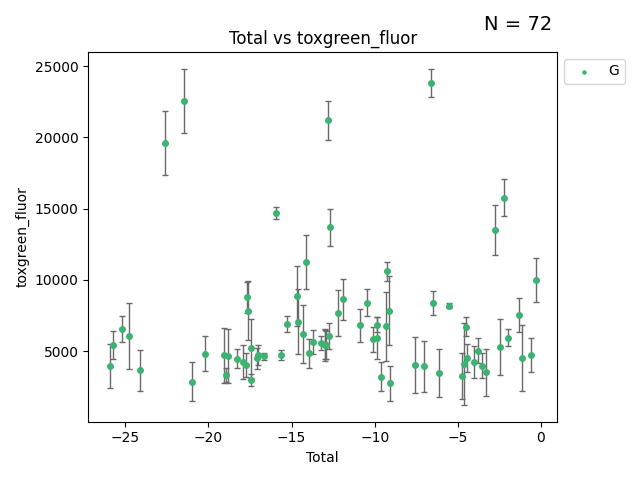 N = 72
Total vs toxgreen_fluor
G
25000
20000
15000
10000
5000
toxgreen_fluor
−25 −20 −15 −10 −5 0
Total